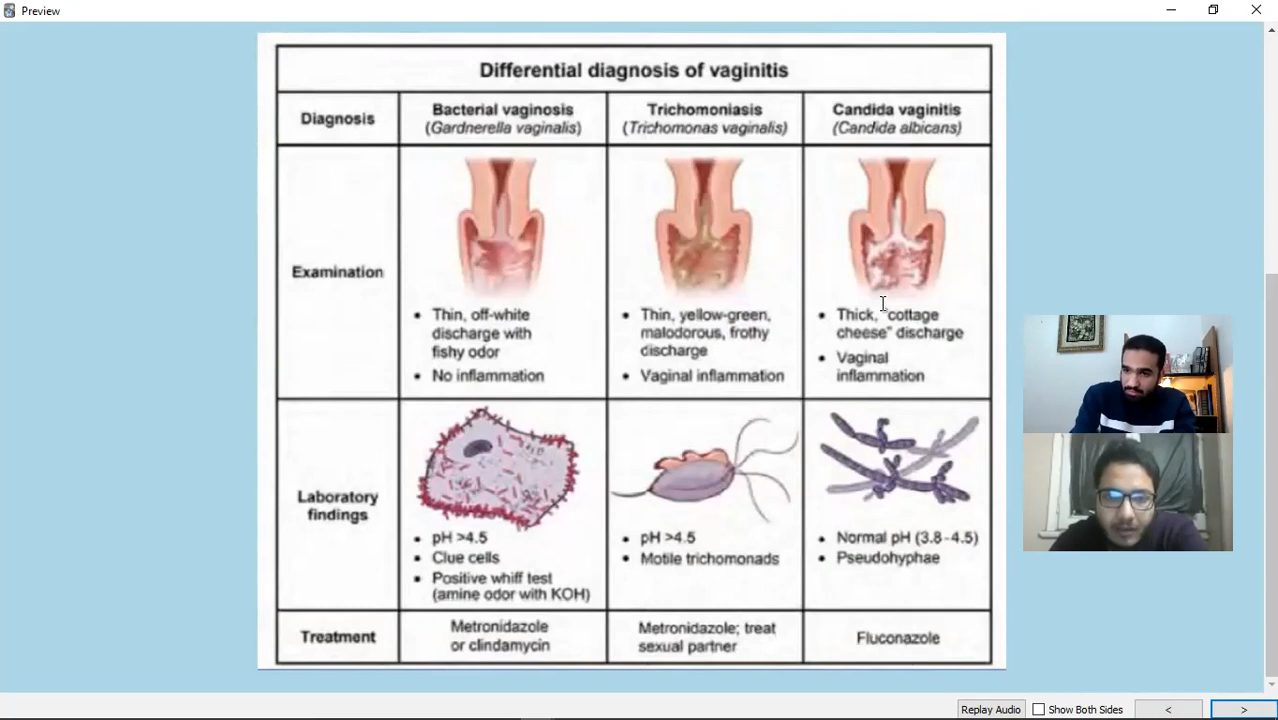 Preview
Differential diagnosis of vaginitis
Diagnosis
Bacterial vaginosis
(Gardnerella vaginalis)
Trichomoniasis
(Trichomonas vaginalis)
Candida vaginitis
(Candida albicans)
Examination
• Thin, off-white
discharge with
fishy odor
• No inflammation
• Thin, yellow-green,
malodorous, frothy
discharge
• Vaginal inflammation
• Thick, "cottage
cheese" discharge
• Vaginal
inflammation
Laboratory
findings
• pH >4.5
• Clue cells
• Positive whiff test
(amine odor with KOH)
• pH >4.5
• Motile trichomonads
• Normal pH (3.8-4.5)
• Pseudohyphae
Treatment
Metronidazole
or clindamycin
Metronidazole; treat
sexual partner
Fluconazole
Replay Audio
Show Both Sides
<
>